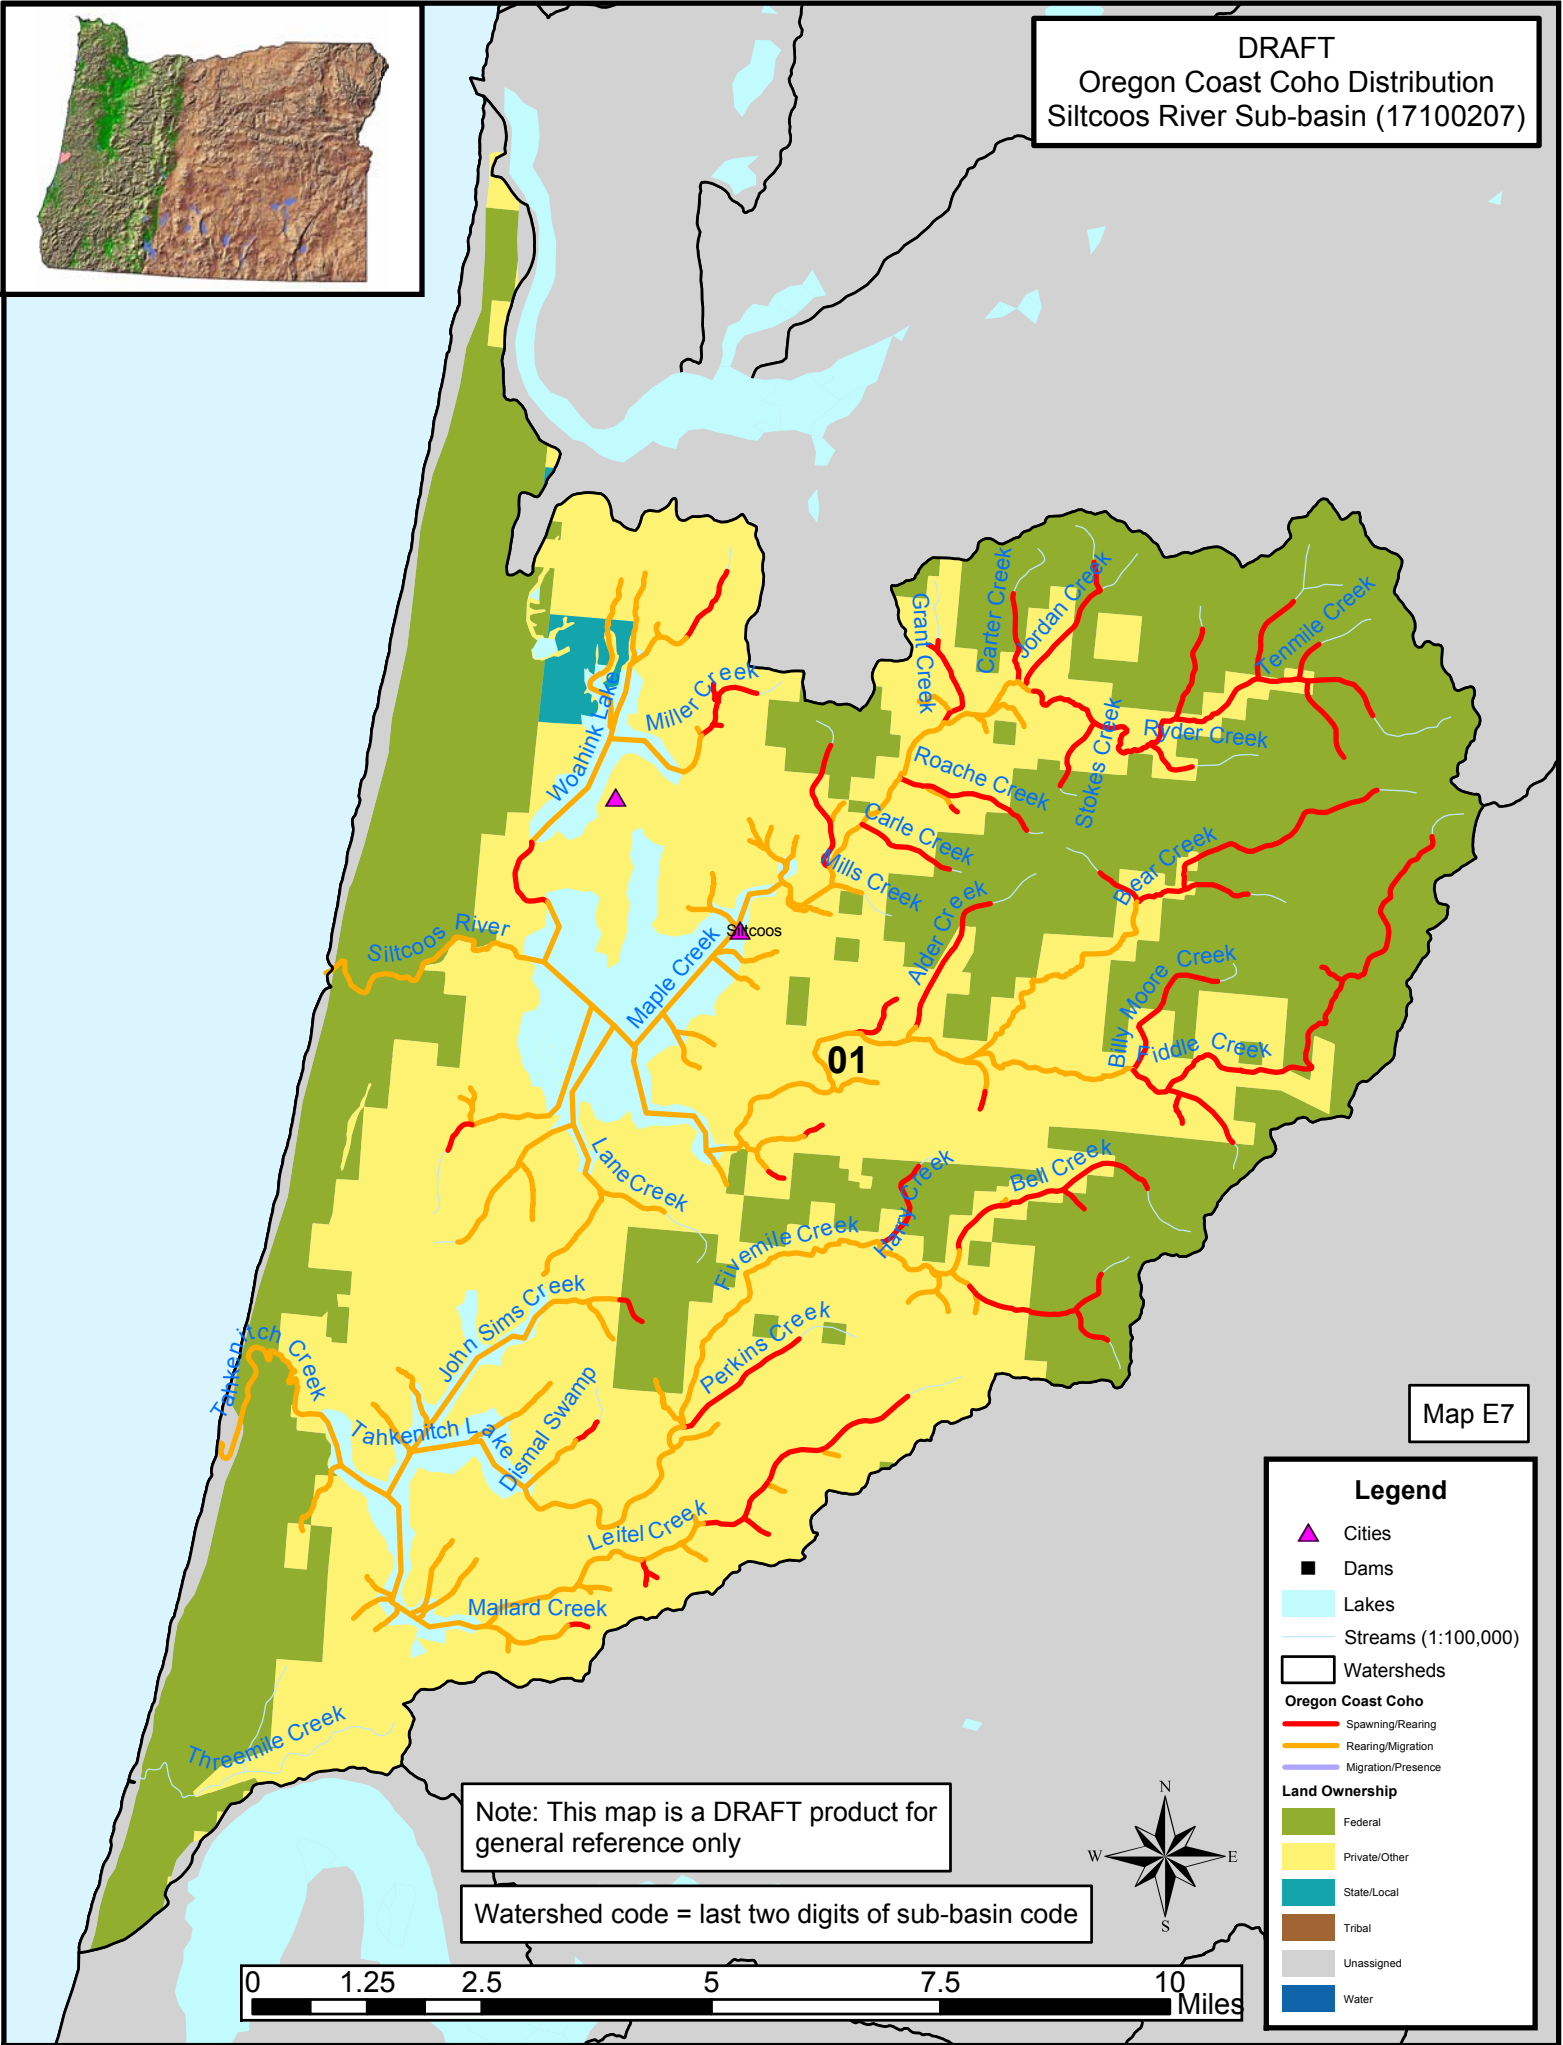 DRAFT
Oregon Coast Coho Distribution
Siltcoos River Sub-basin (17100207)
Grant Creek
Carter Creek
Jordan Creek
Tenmile Creek
Woahink Lake
Miller Creek
Stokes Creek
Ryder Creek
Roache Creek
Carle Creek
Mills Creek
Bear Creek
Alder Creek
Siltcoos River
Siltcoos
Maple Creek
Billy Moore Creek
Fiddle Creek
01
Lane Creek
Harry Creek
Bell Creek
Fivemile Creek
John Sims Creek
Perkins Creek
Tahkenitch Creek
Tahkenitch Lake
Dismal Swamp
Leitel Creek
Mallard Creek
Threemile Creek
Map E7
Legend
Cities
Dams
Lakes
Streams (1:100,000)
Watersheds
Oregon Coast Coho
Spawning/Rearing
Rearing/Migration
Migration/Presence
Land Ownership
Federal
Private/Other
State/Local
Tribal
Unassigned
Water
Note: This map is a DRAFT product for
general reference only
N
W E
S
Watershed code = last two digits of sub-basin code
0 1.25 2.5 5 7.5 10
Miles